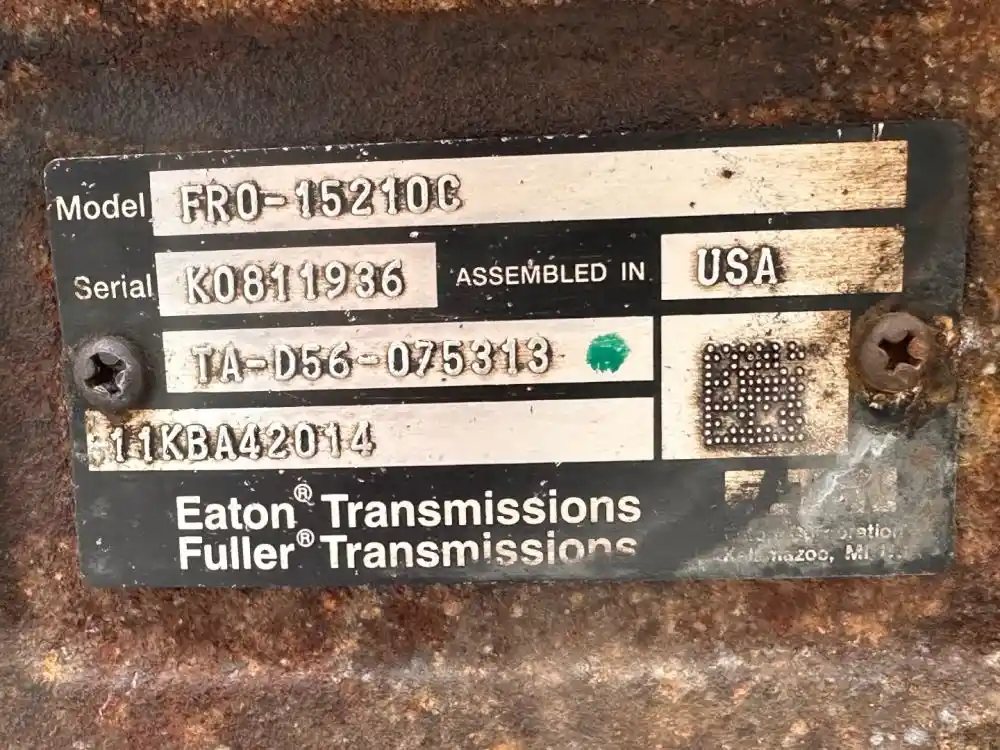 Model FRO-15210C
Serial K0811936 ASSEMBLED IN USA
TA-D56-075313
11KBA42014
Eaton® Transmissions
Fuller® Transmissions